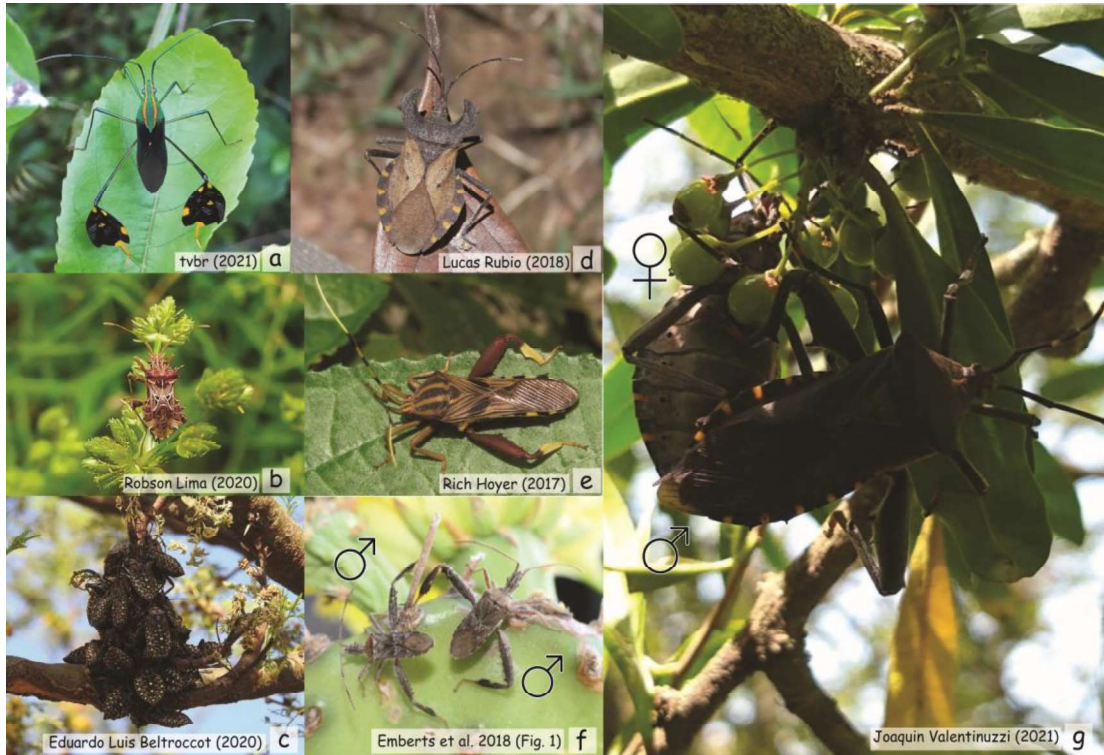 tvbr (2021) a
Lucas Rubio (2018) d
Robson Lima (2020) b
Rich Hoyer (2017) e
Eduardo Luis Beltroccot (2020) c
Emberts et al. 2018 (Fig. 1) f
♀
♂
♂
♂
Joaquin Valentinuzzi (2021) g